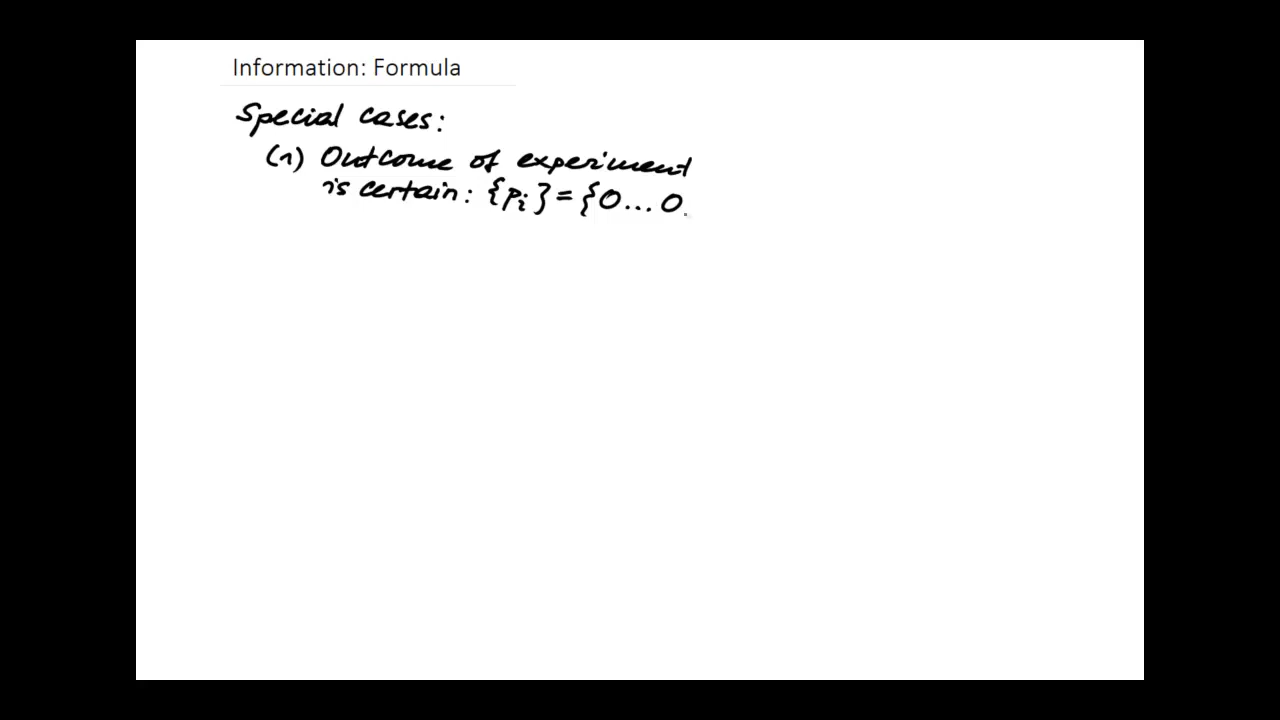 Information: Formula
Special cases:
(1) Outcome of experiment
is certain: {pᵢ} = {0...0